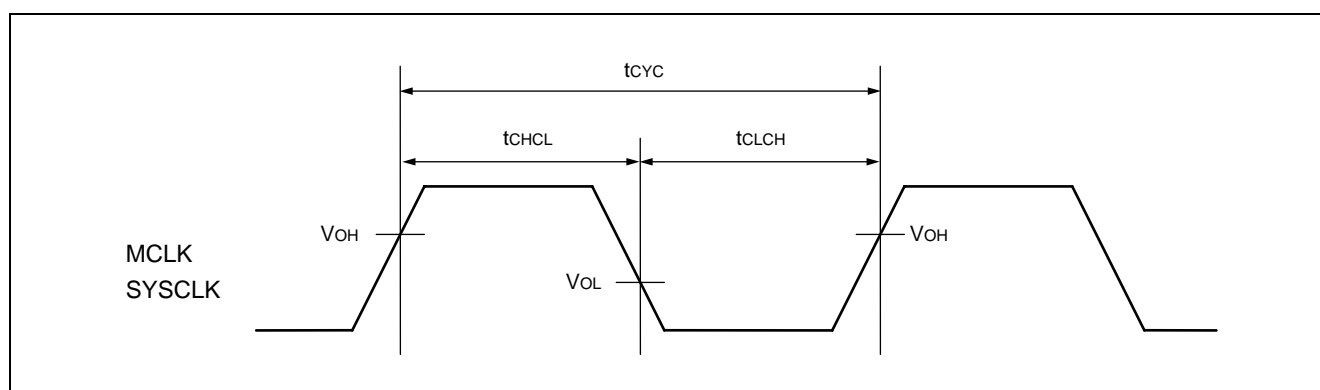 tCYC
tCHCL
tCLCH
VOH
VOH
MCLK
VOL
SYSCLK